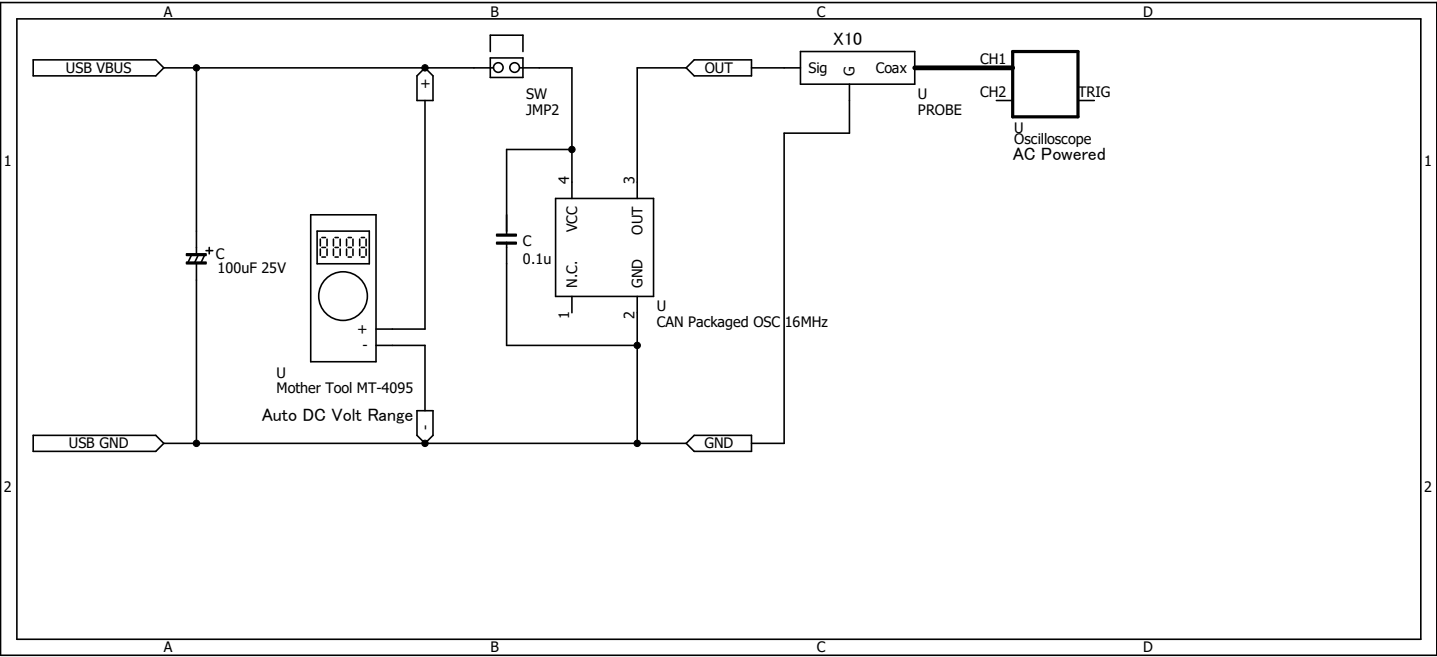 A B C D
X10
USB VBUS
OUT
Sig G Coax
CH1
+
SW
JMP2
U
PROBE
CH2
TRIG
U
Oscilloscope
AC Powered
1
1
4 3
VCC OUT
8888
+
C
100uF 25V
C
0.1u
N.C. GND
1 2
U
CAN Packaged OSC 16MHz
+
-
U
Mother Tool MT-4095
Auto DC Volt Range
-
USB GND
GND
2
2
A B C D